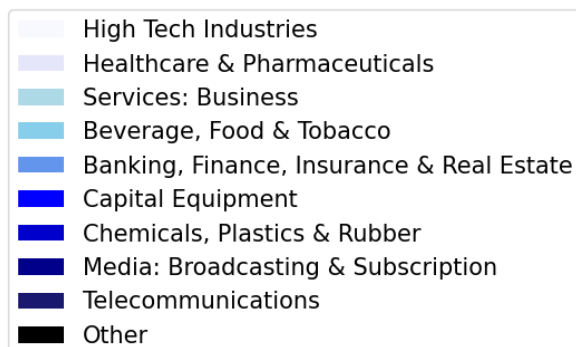 High Tech Industries
Healthcare & Pharmaceuticals
Services: Business
Beverage, Food & Tobacco
Banking, Finance, Insurance & Real Estate
Capital Equipment
Chemicals, Plastics & Rubber
Media: Broadcasting & Subscription
Telecommunications
Other